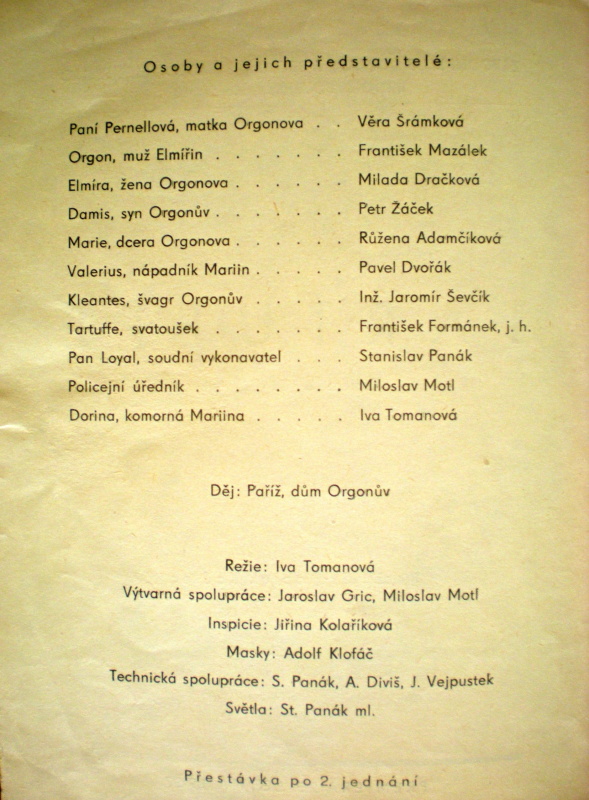 Osoby a jejich představitelé:
Paní Pernellová, matka Orgonova . . Věra Šrámková
Orgon, muž Elmířin . . . . . . . František Mazálek
Elmíra, žena Orgonova . . . . . . Milada Dračková
Damis, syn Orgonův . . . . . . . Petr Žáček
Marie, dcera Orgonova . . . . . . Růžena Adamčíková
Valerius, nápadník Mariin . . . . . Pavel Dvořák
Kleantes, švagr Orgonův . . . . . Inž. Jaromír Ševčík
Tartuffe, svatoušek . . . . . . . František Formánek, j. h.
Pan Loyal, soudní vykonavatel . . . Stanislav Panák
Policejní úředník . . . . . . . . Miloslav Motl
Dorina, komorná Mariina . . . . . Iva Tomanová
Děj: Paříž, dům Orgonův
Režie: Iva Tomanová
Výtvarná spolupráce: Jaroslav Gric, Miloslav Motl
Inspicie: Jiřina Kolaříková
Masky: Adolf Klofáč
Technická spolupráce: S. Panák, A. Diviš, J. Vejpustek
Světla: St. Panák ml.
Přestávka po 2. jednání